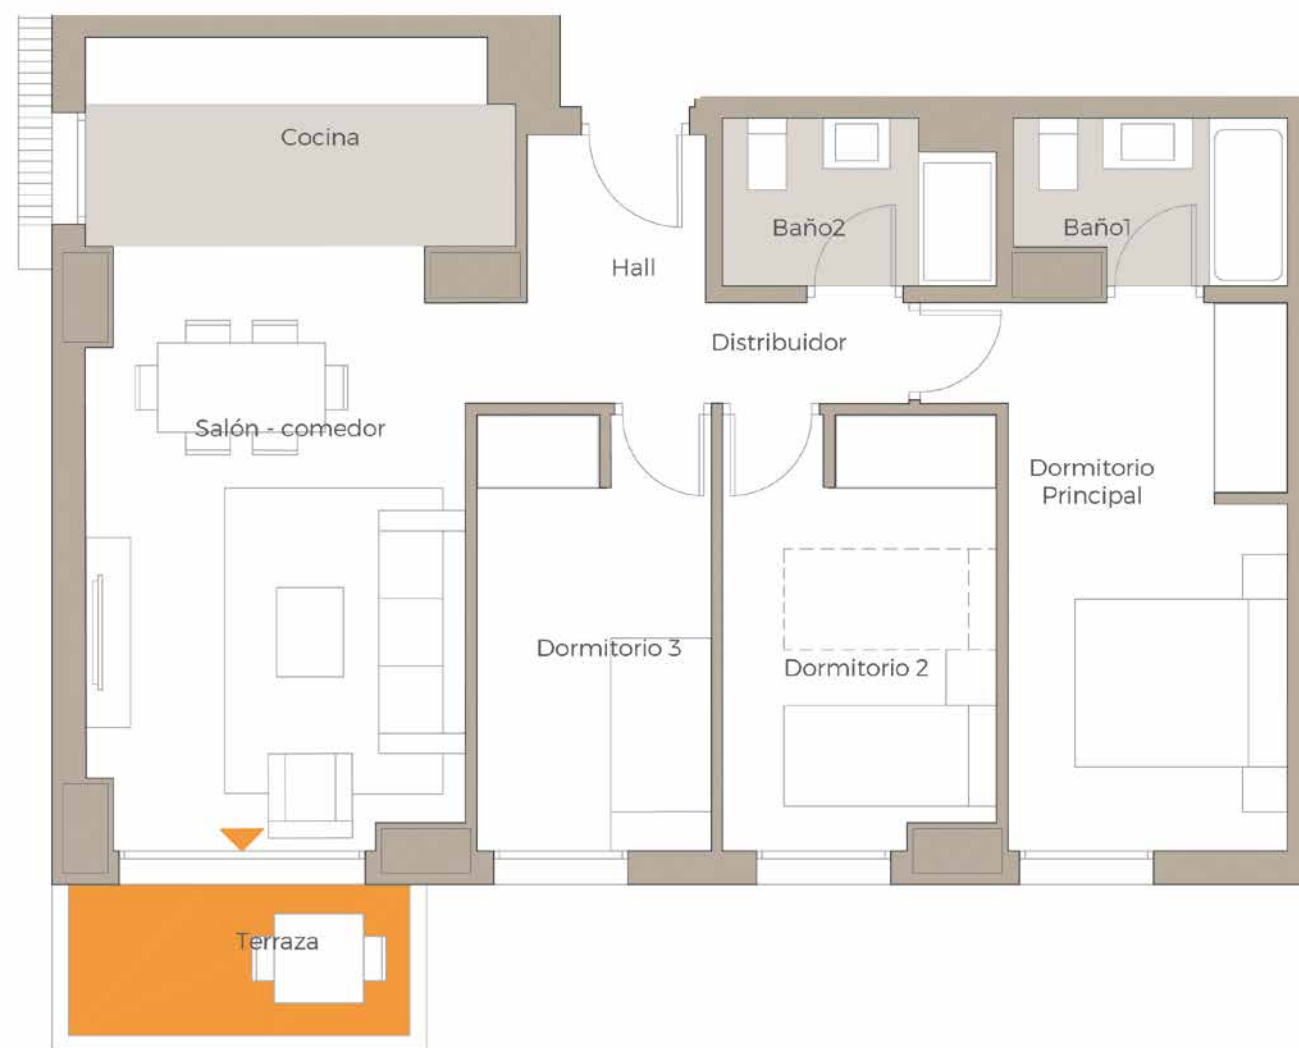 Cocina
Baño2
Baño1
Hall
Distribuidor
Salón - comedor
Dormitorio
Principal
Dormitorio 3
Dormitorio 2
Terraza